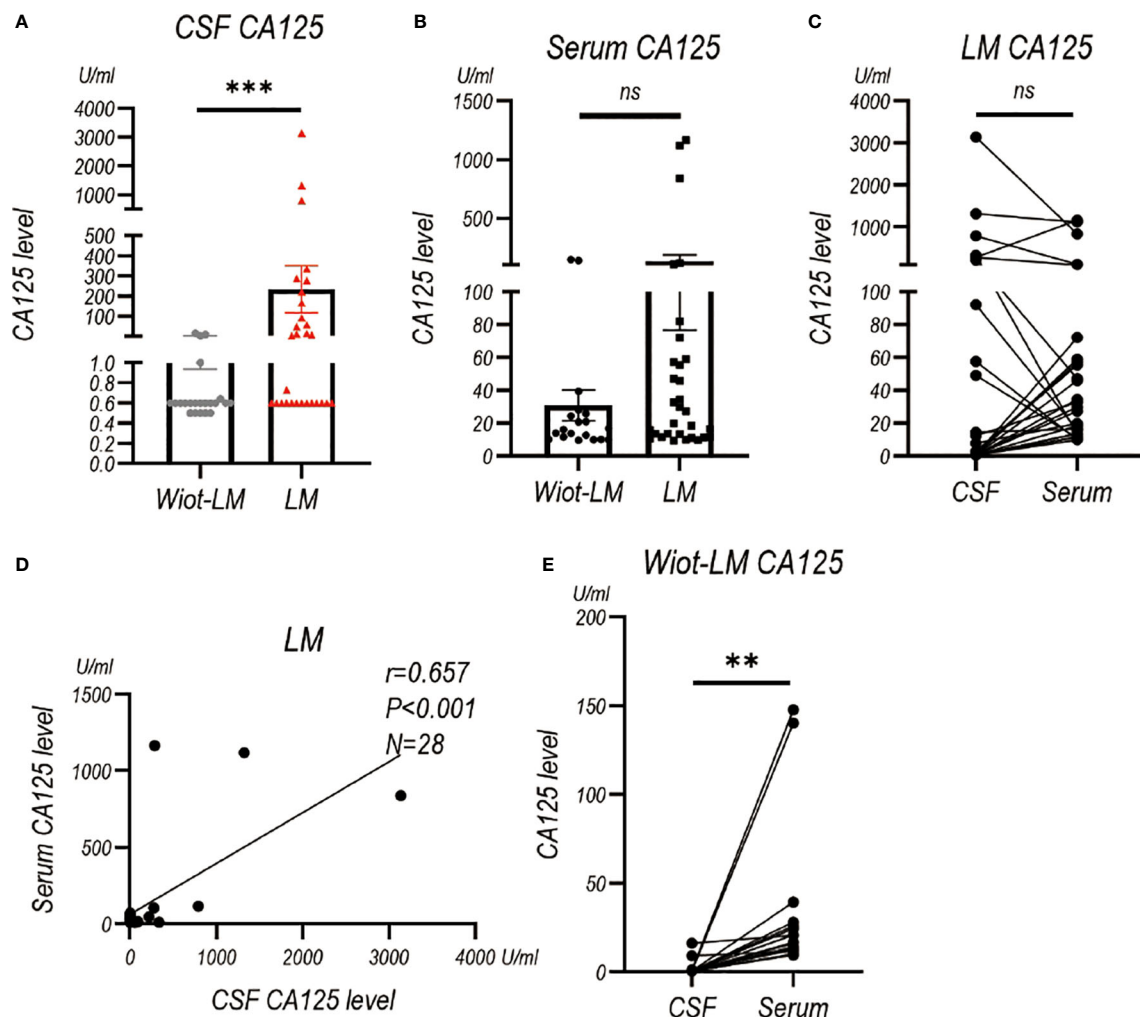 A
CSF CA125
U/ml
***
4000
3000
2000
1000
500
400
300
200
100
1.0
0.8
0.6
0.4
0.2
0.0
CA125 level
Wiot-LM
LM
B
Serum CA125
U/ml
ns
1500
1000
500
100
80
60
40
20
0
CA125 level
Wiot-LM
LM
C
LM CA125
U/ml
ns
4000
3000
2000
1000
100
80
60
40
20
0
CA125 level
CSF
Serum
D
LM
U/ml
r=0.657
P<0.001
N=28
1500
1000
500
0
Serum CA125 level
0
1000
2000
3000
4000 U/ml
CSF CA125 level
E
Wiot-LM CA125
U/ml
**
200
150
100
50
0
CA125 level
CSF
Serum